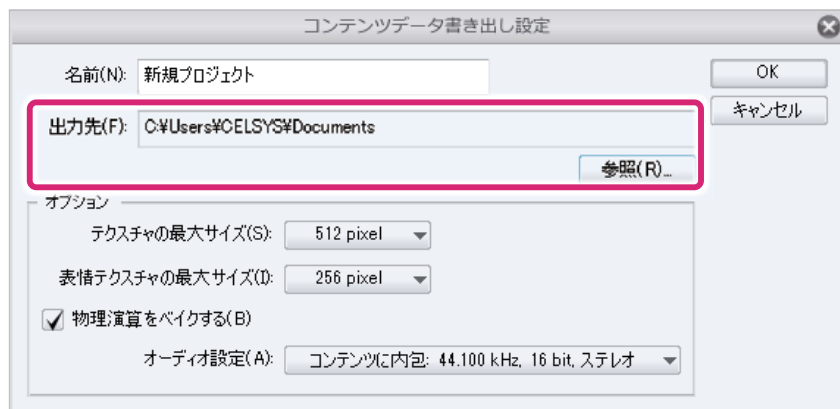 コンテンツデータ書き出し設定
名前(N): 新規プロジェクト
OK
出力先(F): C:¥Users¥CELSYS¥Documents
キャンセル
参照(R)...
オプション
テクスチャの最大サイズ(S): 512 pixel
表情テクスチャの最大サイズ(I): 256 pixel
物理演算をベイクする(B)
オーディオ設定(A): コンテンツに内包: 44.100 kHz, 16 bit, ステレオ